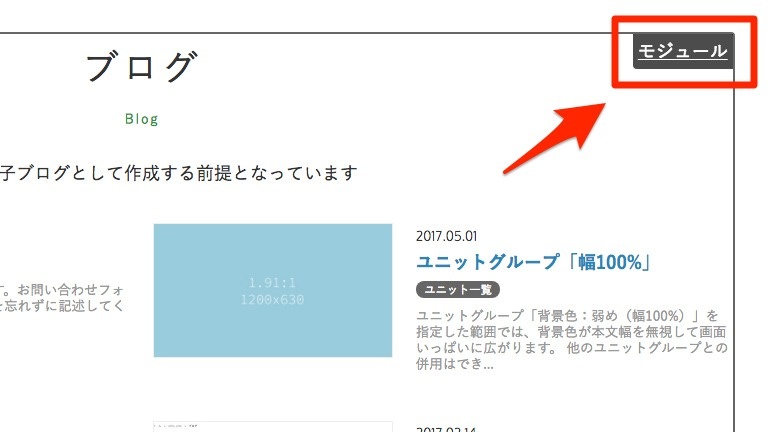 モジュール
ブログ
Blog
子ブログとして作成する前提となっています
す。お問い合わせフォ
を忘れずに記述してく
1.91:1
1200x630
2017.05.01
ユニットグループ「幅100%」
ユニット一覧
ユニットグループ「背景色：弱め（幅100%）」を
指定した範囲では、背景色が本文幅を無視して画面
いっぱいに広がります。 他のユニットグループとの
併用はでき...